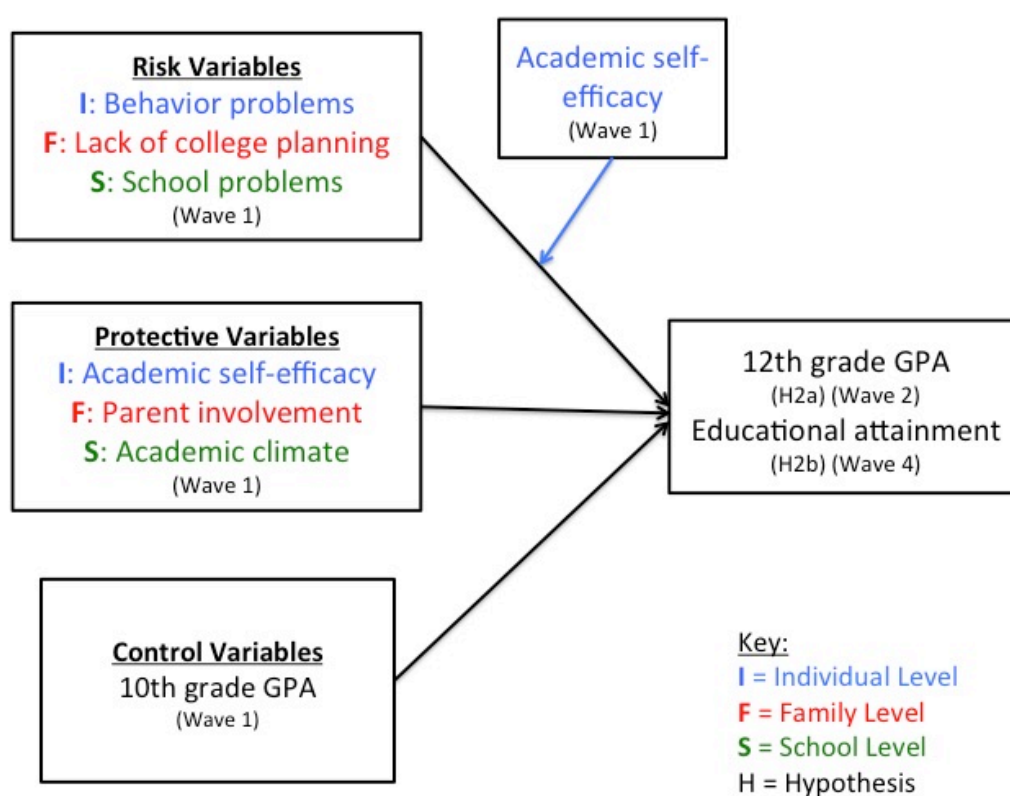 Risk Variables
I: Behavior problems
F: Lack of college planning
S: School problems
(Wave 1)
Academic self-
efficacy
(Wave 1)
Protective Variables
I: Academic self-efficacy
F: Parent involvement
S: Academic climate
(Wave 1)
12th grade GPA
(H2a) (Wave 2)
Educational attainment
(H2b) (Wave 4)
Control Variables
10th grade GPA
(Wave 1)
Key:
I = Individual Level
F = Family Level
S = School Level
H = Hypothesis